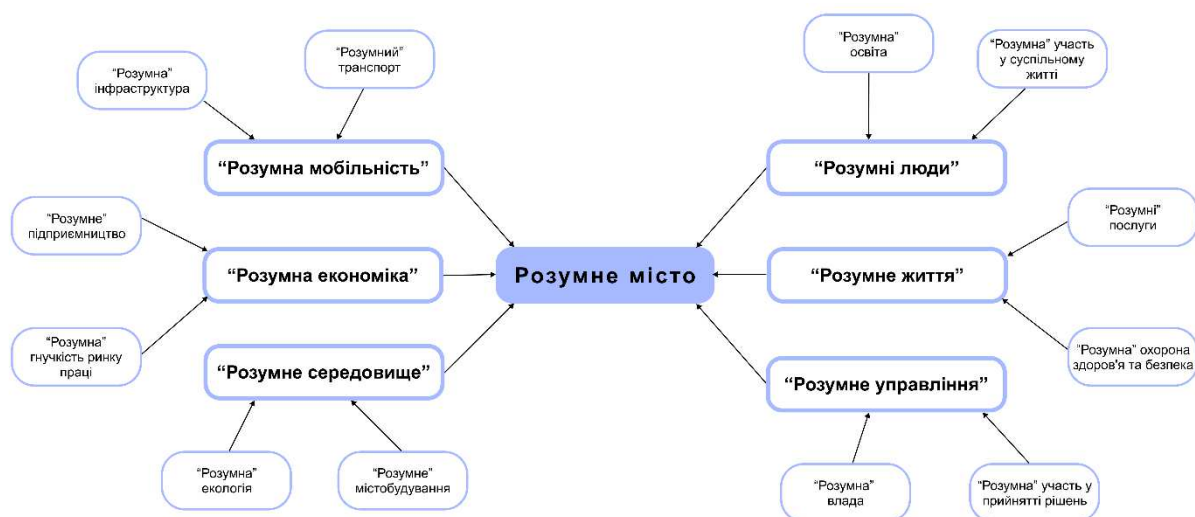 “Розумна”
інфраструктура
“Розумний”
транспорт
“Розумна”
освіта
“Розумна” участь
у суспільному
житті
“Розумна мобільність”
“Розумні люди”
“Розумне”
підприємництво
“Розумні”
послуги
“Розумна економіка”
Розумне місто
“Розумне життя”
“Розумна”
гнучкість ринку
праці
“Розумна” охорона
здоров'я та безпека
“Розумне середовище”
“Розумне управління”
“Розумна”
екологія
“Розумне”
містобудування
“Розумна”
влада
“Розумна” участь у
прийнятті рішень